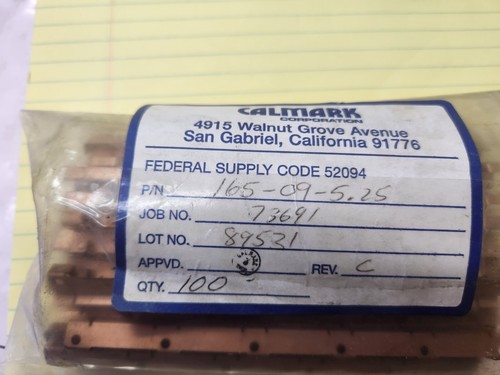 CALMARK
CORPORATION
4915 Walnut Grove Avenue
San Gabriel, California 91776
FEDERAL SUPPLY CODE 52094
P/N 165-09-5.25
JOB NO. 73691
LOT NO. 89521
APPVD. REV. C
QTY. 100